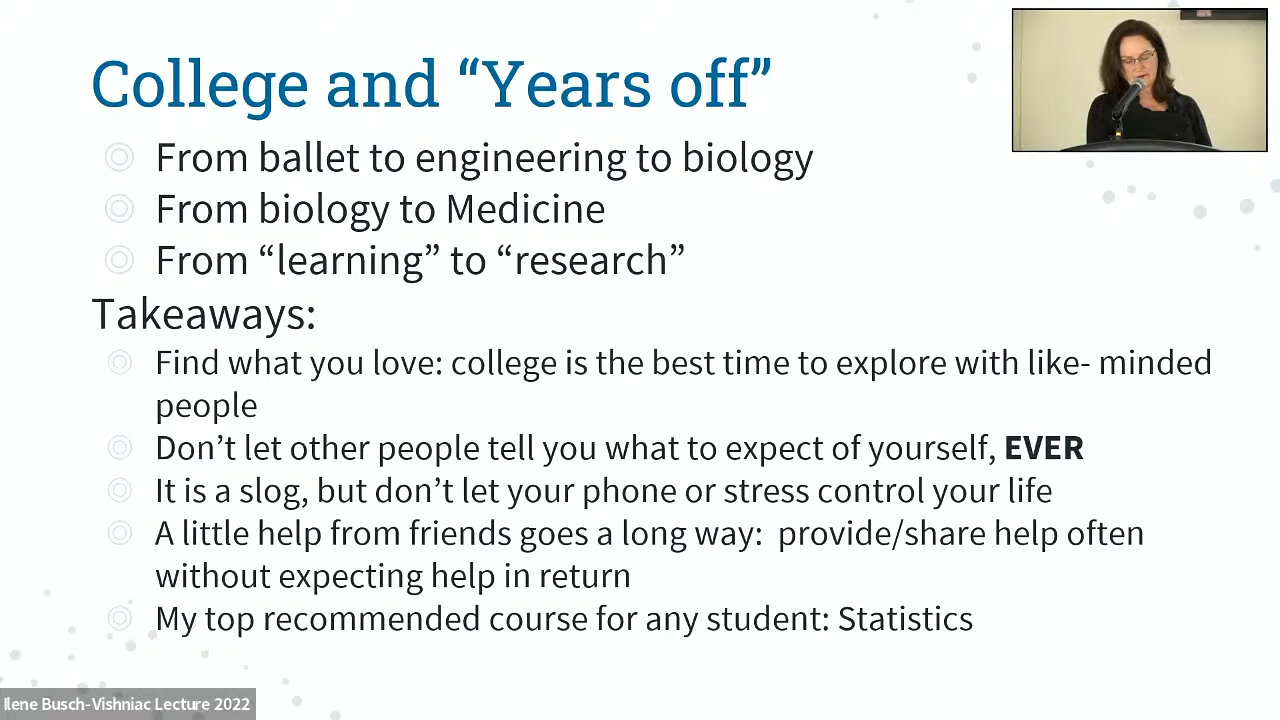 College and “Years off”
From ballet to engineering to biology
From biology to Medicine
From “learning” to “research”
Takeaways:
Find what you love: college is the best time to explore with like- minded
people
Don’t let other people tell you what to expect of yourself, EVER
It is a slog, but don’t let your phone or stress control your life
A little help from friends goes a long way:  provide/share help often
without expecting help in return
My top recommended course for any student: Statistics
Ilene Busch-Vishniac Lecture 2022